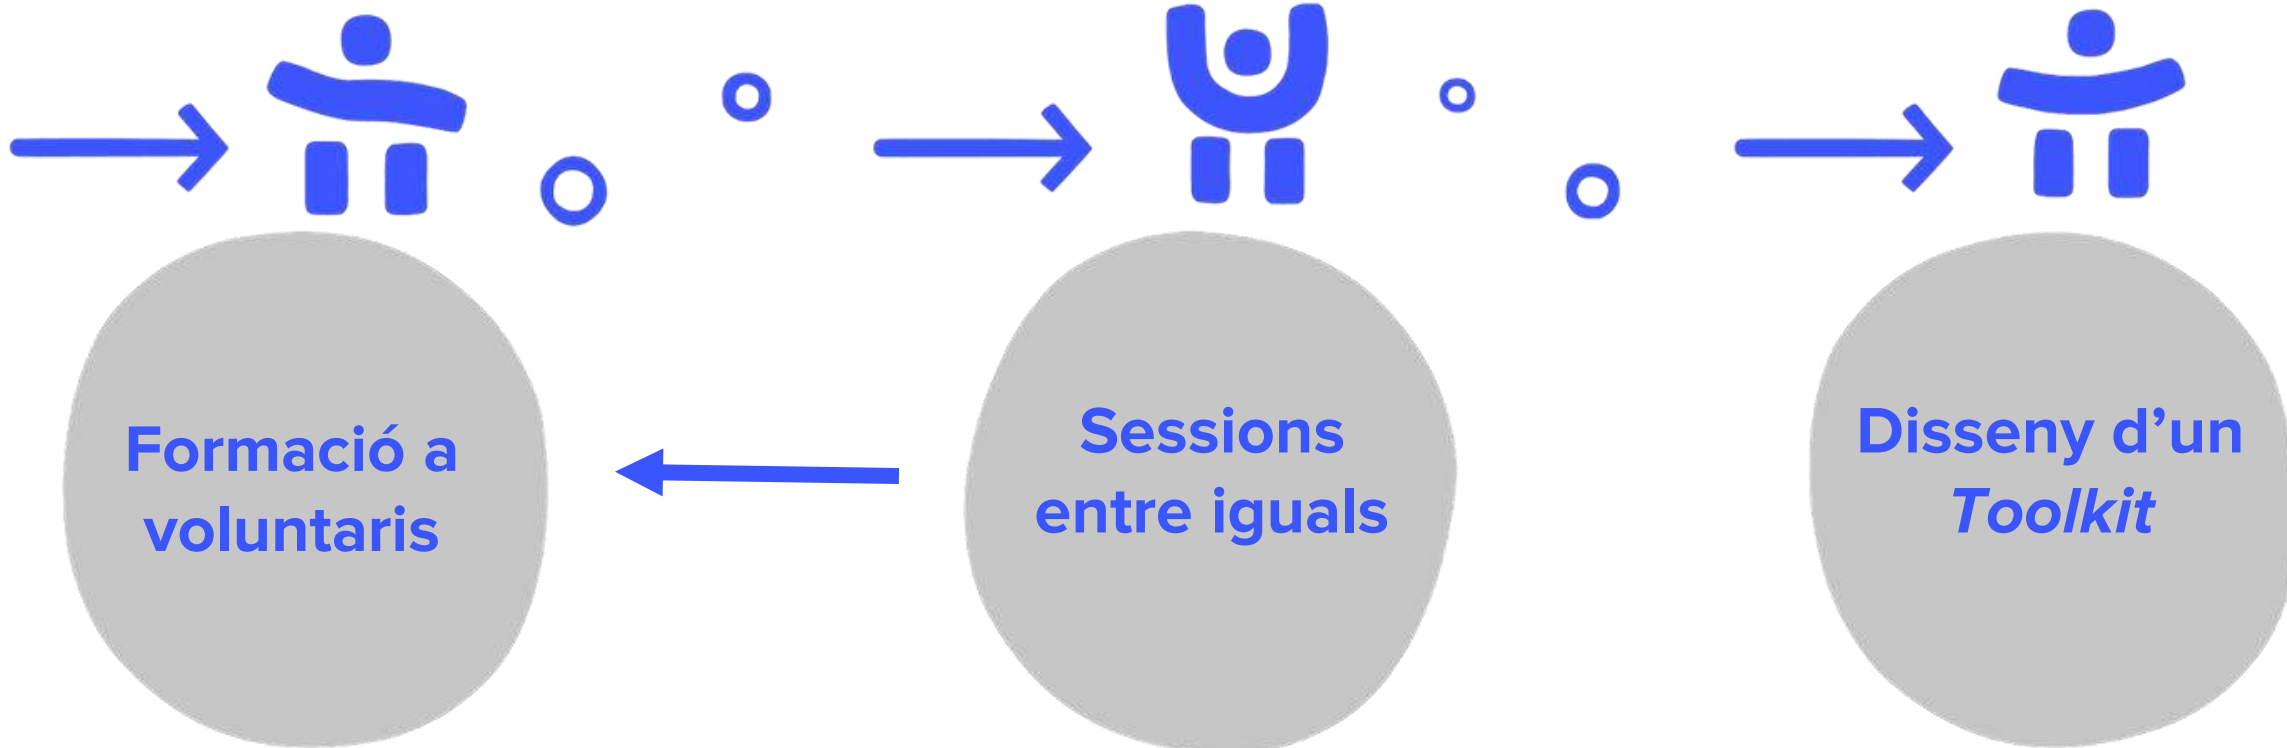 Formació a
voluntaris
Sessions
entre iguals
Disseny d’un
Toolkit